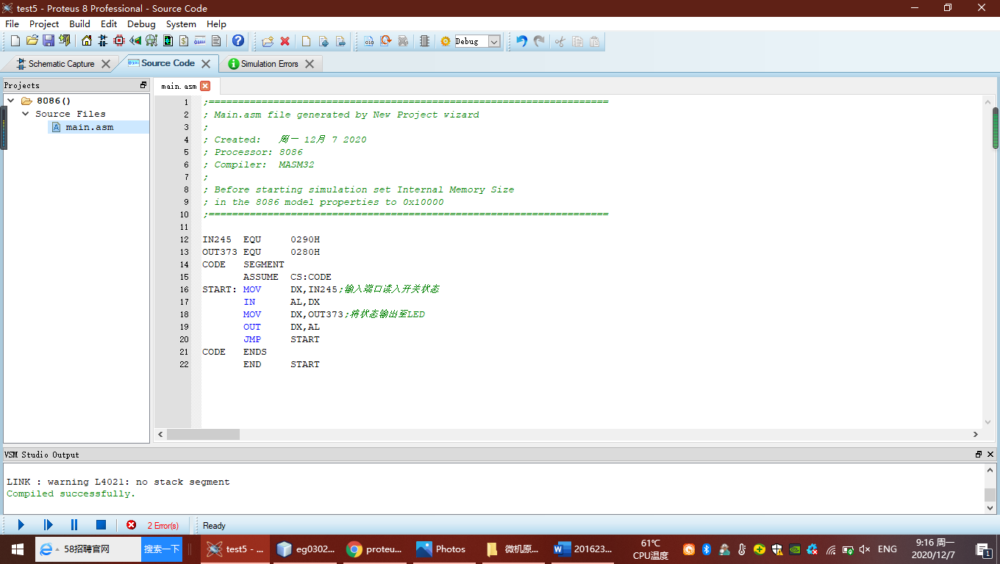 test5 - Proteus 8 Professional - Source Code
File Project Build Edit Debug System Help
Debug
Schematic Capture Source Code Simulation Errors
Projects
8086()
Source Files
main.asm
main.asm
1 ;====================================================================
2 ; Main.asm file generated by New Project wizard
3 ;
4 ; Created:   周一 12月 7 2020
5 ; Processor: 8086
6 ; Compiler:  MASM32
7 ;
8 ; Before starting simulation set Internal Memory Size
9 ; in the 8086 model properties to 0x10000
10 ;====================================================================
11
12 IN245  EQU     0290H
13 OUT373 EQU     0280H
14 CODE   SEGMENT
15        ASSUME  CS:CODE
16 START: MOV     DX,IN245;输入端口读入开关状态
17        IN      AL,DX
18        MOV     DX,OUT373;将状态输出至LED
19        OUT     DX,AL
20        JMP     START
21 CODE   ENDS
22        END     START
VSM Studio Output
LINK : warning L4021: no stack segment
Compiled successfully.
2 Error(s) Ready
58招聘官网 搜索一下 test5 - ... eg0302... proteu... Photos 微机原... 201623... 61℃ CPU温度 ENG 9:16 周一 2020/12/7 1